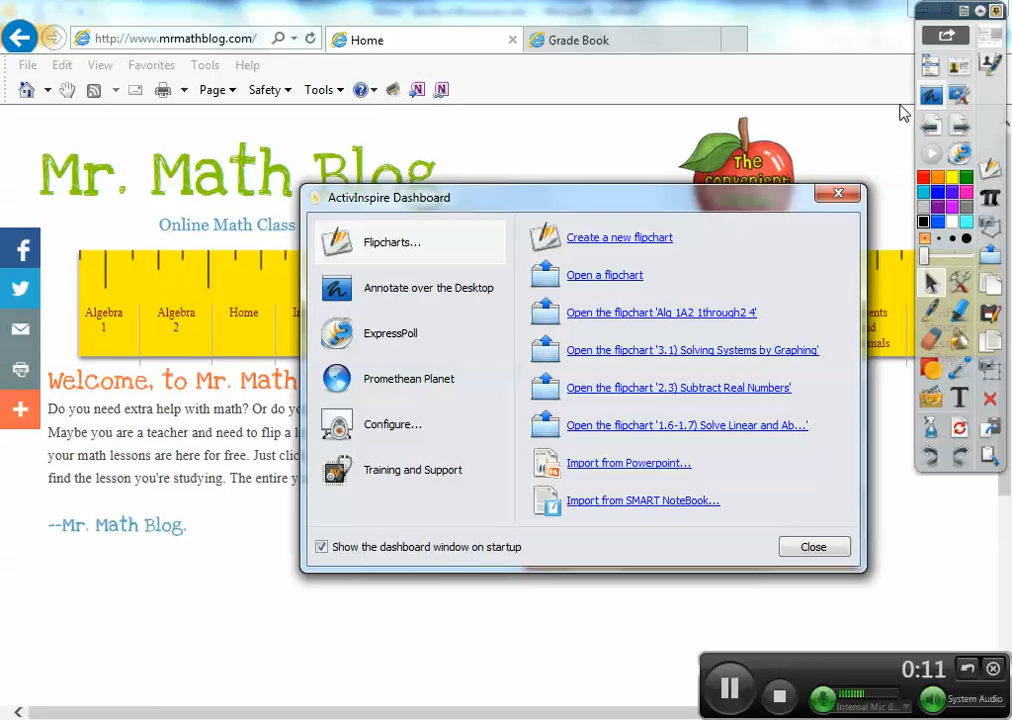 http://www.mrmathblog.com/
Home
Grade Book
File Edit View Favorites Tools Help
Page Safety Tools
Mr. Math Blog
The
convenient
Online Math Class
ActivInspire Dashboard
Flipcharts...
Annotate over the Desktop
ExpressPoll
Promethean Planet
Configure...
Training and Support
Create a new flipchart
Open a flipchart
Open the flipchart 'Alg 1A2 1through2 4'
Open the flipchart '3.1) Solving Systems by Graphing'
Open the flipchart '2.3) Subtract Real Numbers'
Open the flipchart '1.6-1.7) Solve Linear and Ab...'
Import from Powerpoint...
Import from SMART NoteBook...
Show the dashboard window on startup
Close
Algebra
1
Algebra
2
Home
Welcome, to Mr. Math
Do you need extra help with math? Or do yo
Maybe you are a teacher and need to flip a l
your math lessons are here for free. Just clic
find the lesson you're studying. The entire y
--Mr. Math Blog.
0:11
Internal Mic (I...
System Audio